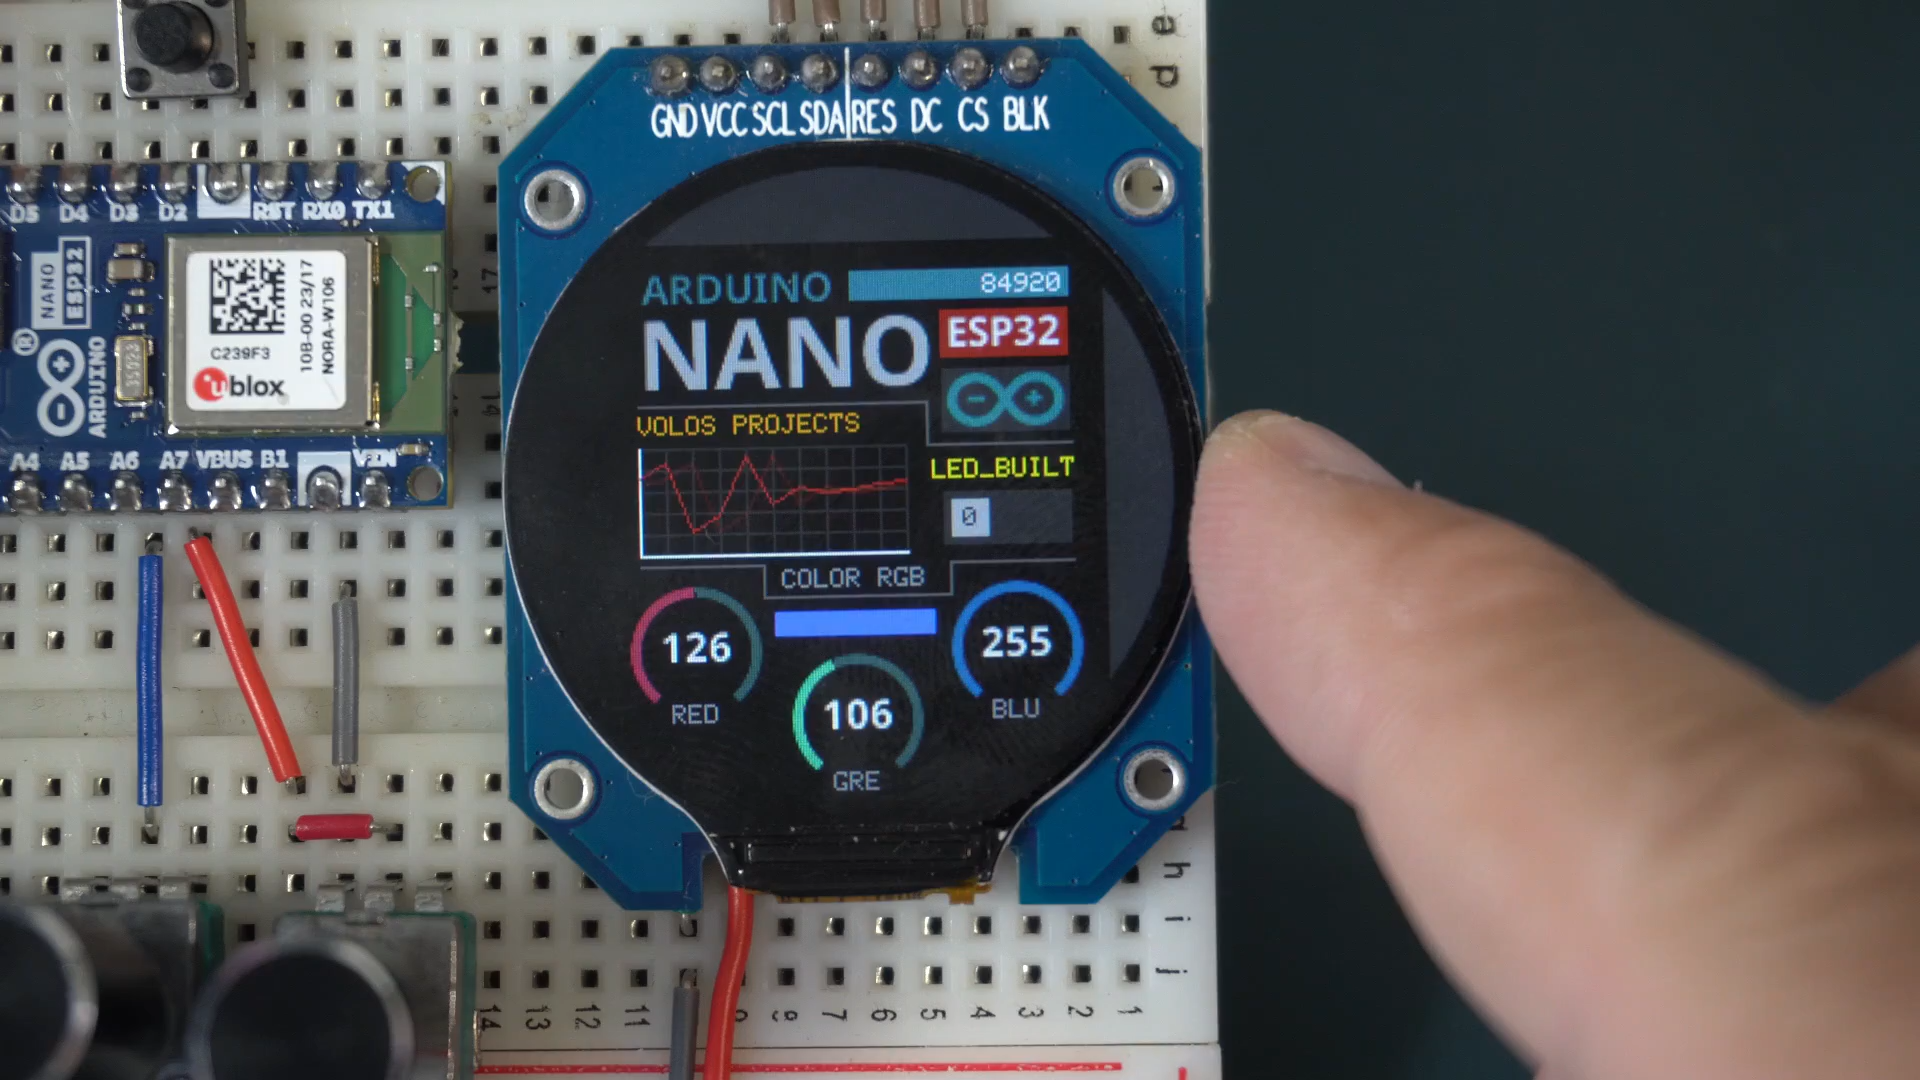 e
d
GND VCC SCL SDA RES DC CS BLK
D5 D4 D3 D2 RST RX0 TX1
17
NANO
ESP32
ARDUINO
C239F3
10B-00 23/17
NORA-W106
ublox
A4 A5 A6 A7 VBUS B1 VIN
ARDUINO 84920
NANO ESP32
VOLOS PROJECTS
LED_BUILT
0
COLOR RGB
126
RED
106
GRE
255
BLU
h
i
j
14 13 12 11 9 8 7 6 5 4 3 2 1